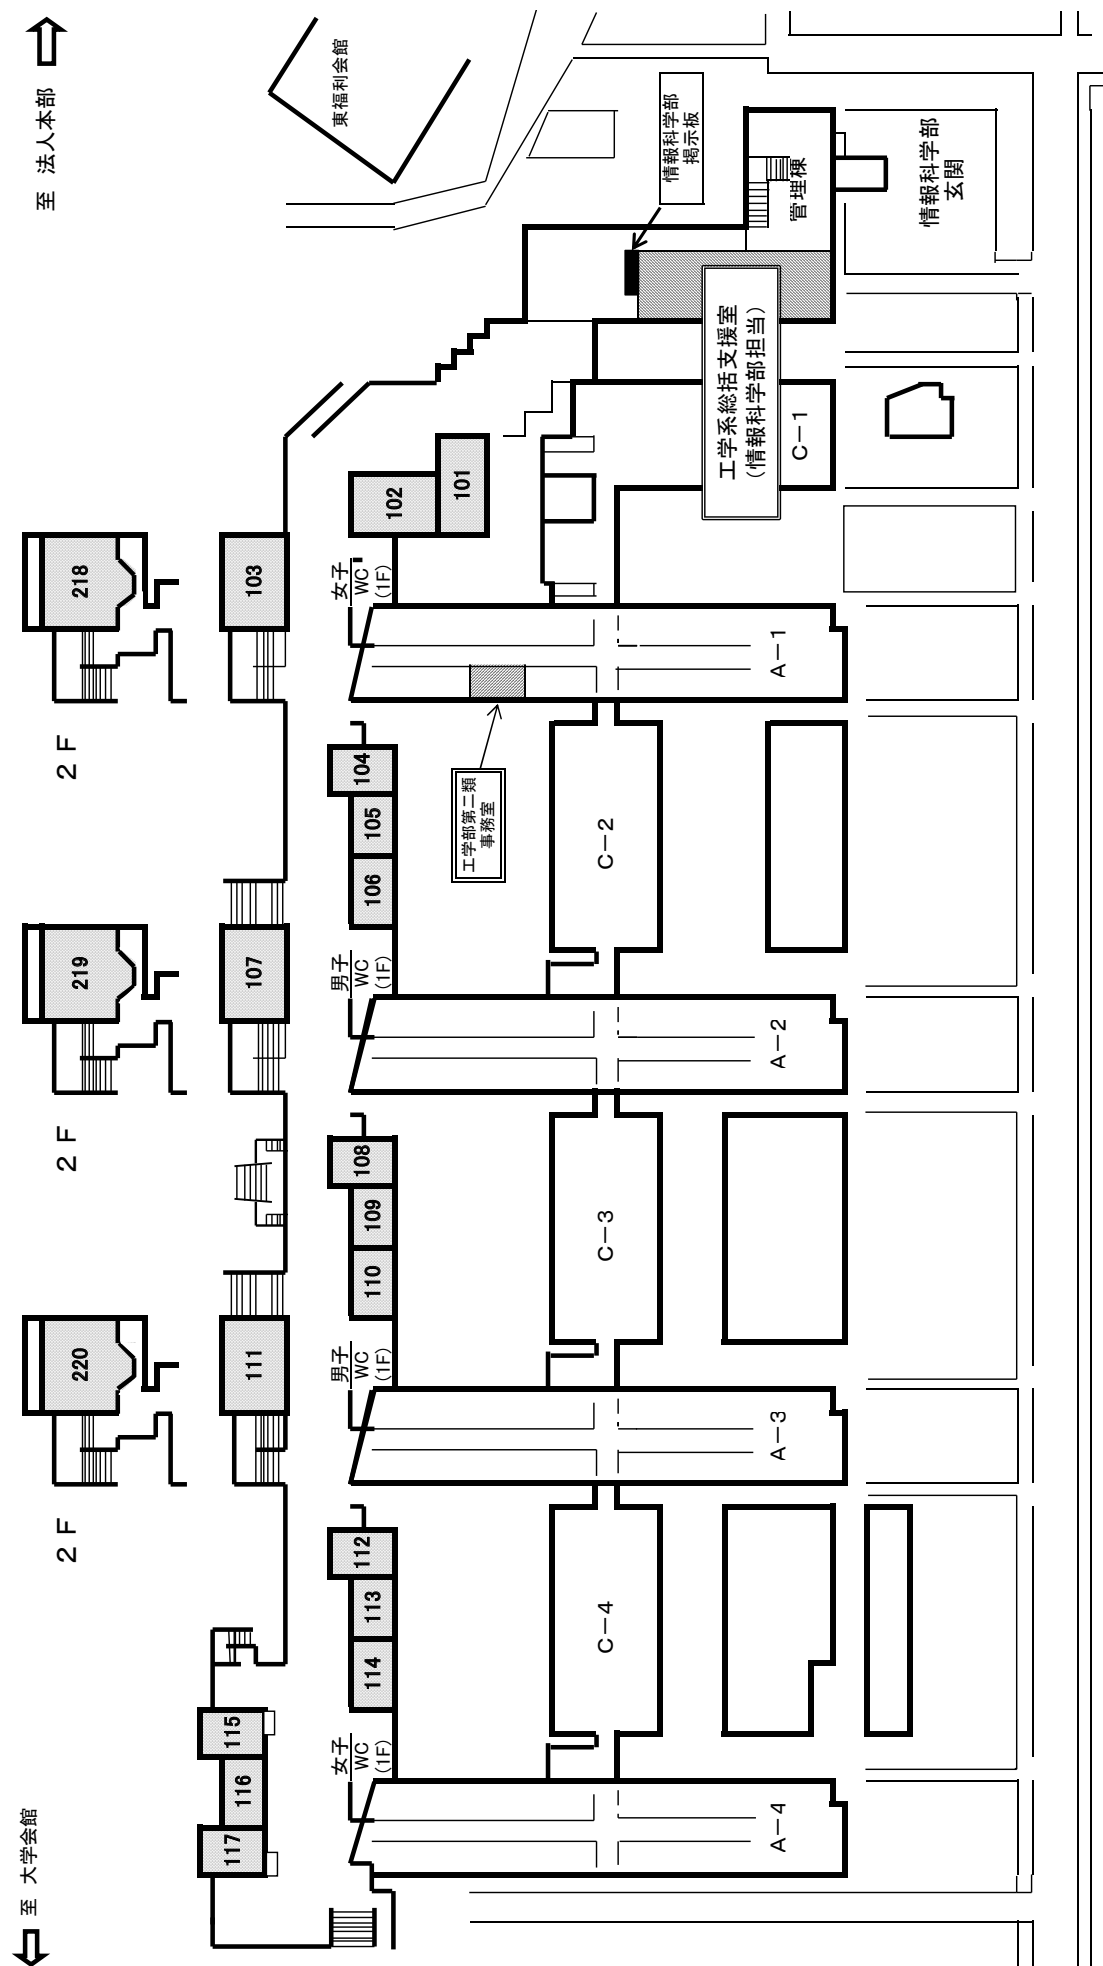 至 法人本部
東福利会館
情報科学部
掲示板
管理棟
情報科学部
玄関
工学系総括支援室
(情報科学部担当)
C－1
101
102
103
218
女子
WC
(1F)
A－1
2F
104
105
106
工学部第二類
事務室
C－2
219
107
男子
WC
(1F)
A－2
2F
108
109
110
C－3
220
111
男子
WC
(1F)
A－3
2F
112
113
114
C－4
115
116
117
女子
WC
(1F)
A－4
至 大学会館